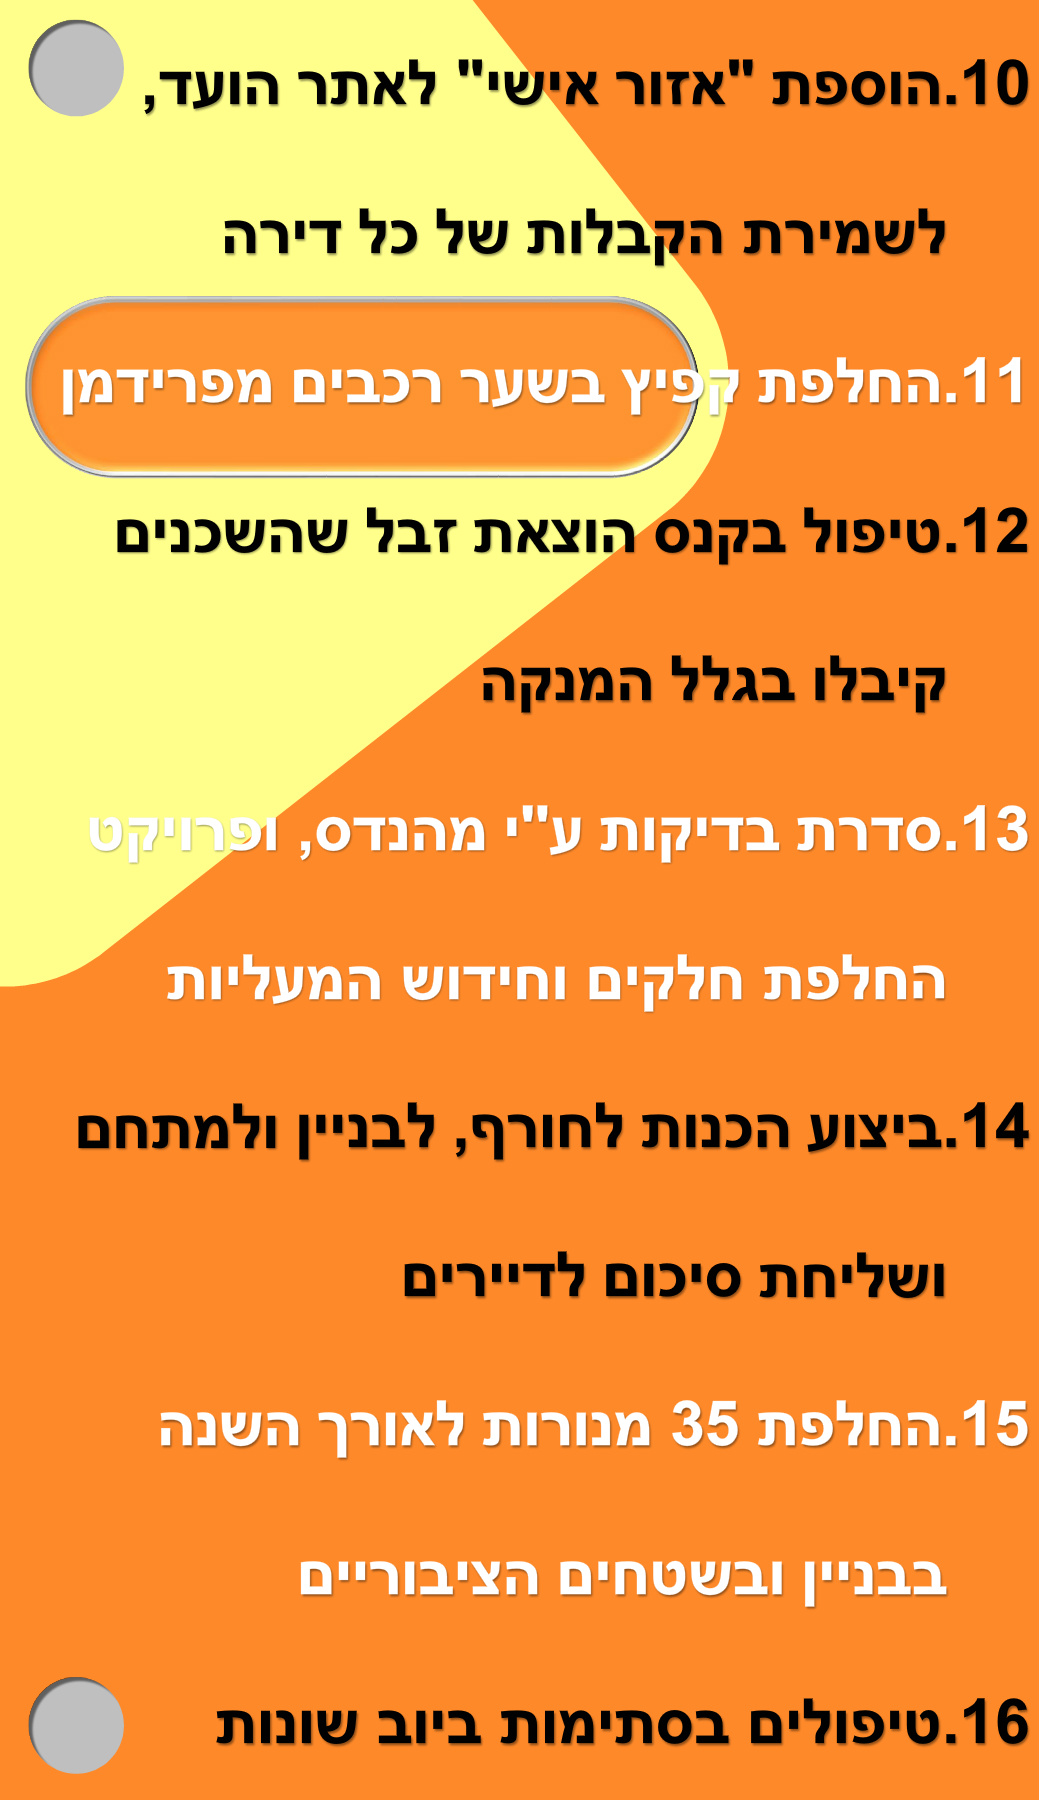 10.הוספת "אזור אישי" לאתר הועד,
לשמירת הקבלות של כל דירה
11.החלפת קפיץ בשער רכבים מפרידמן
12.טיפול בקנס הוצאת זבל שהשכנים
קיבלו בגלל המנקה
13.סדרת בדיקות ע"י מהנדס, ופרויקט
החלפת חלקים וחידוש המעליות
14.ביצוע הכנות לחורף, לבניין ולמתחם
ושליחת סיכום לדיירים
15.החלפת 35 מנורות לאורך השנה
בבניין ובשטחים הציבוריים
16.טיפולים בסתימות ביוב שונות